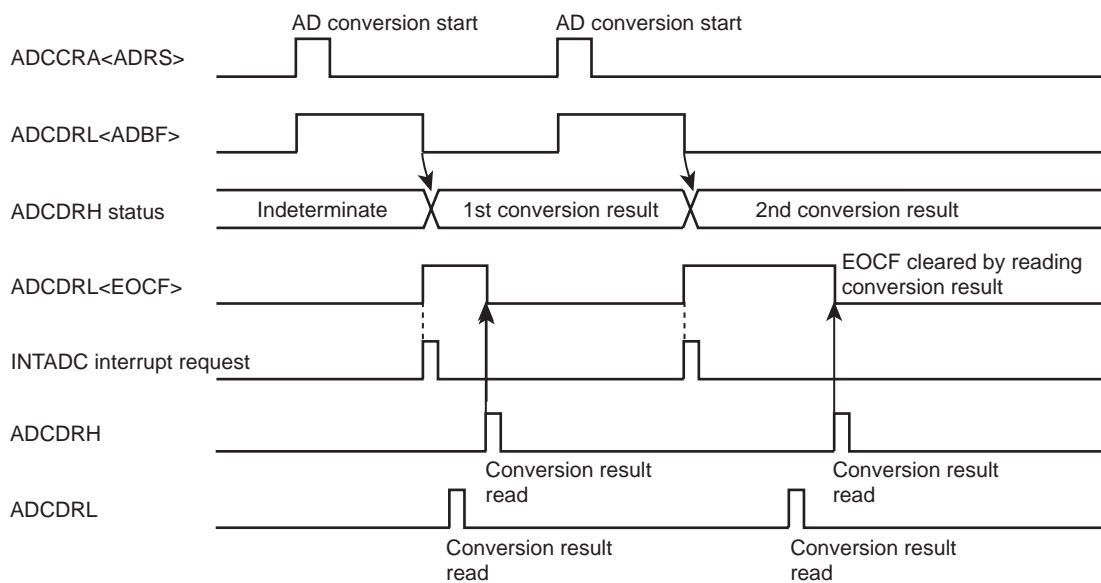 AD conversion start
AD conversion start
ADCCRA<ADRS>
ADCDRL<ADBF>
ADCDRH status
Indeterminate
1st conversion result
2nd conversion result
ADCDRL<EOCF>
EOCF cleared by reading
conversion result
INTADC interrupt request
ADCDRH
Conversion result
read
Conversion result
read
ADCDRL
Conversion result
read
Conversion result
read